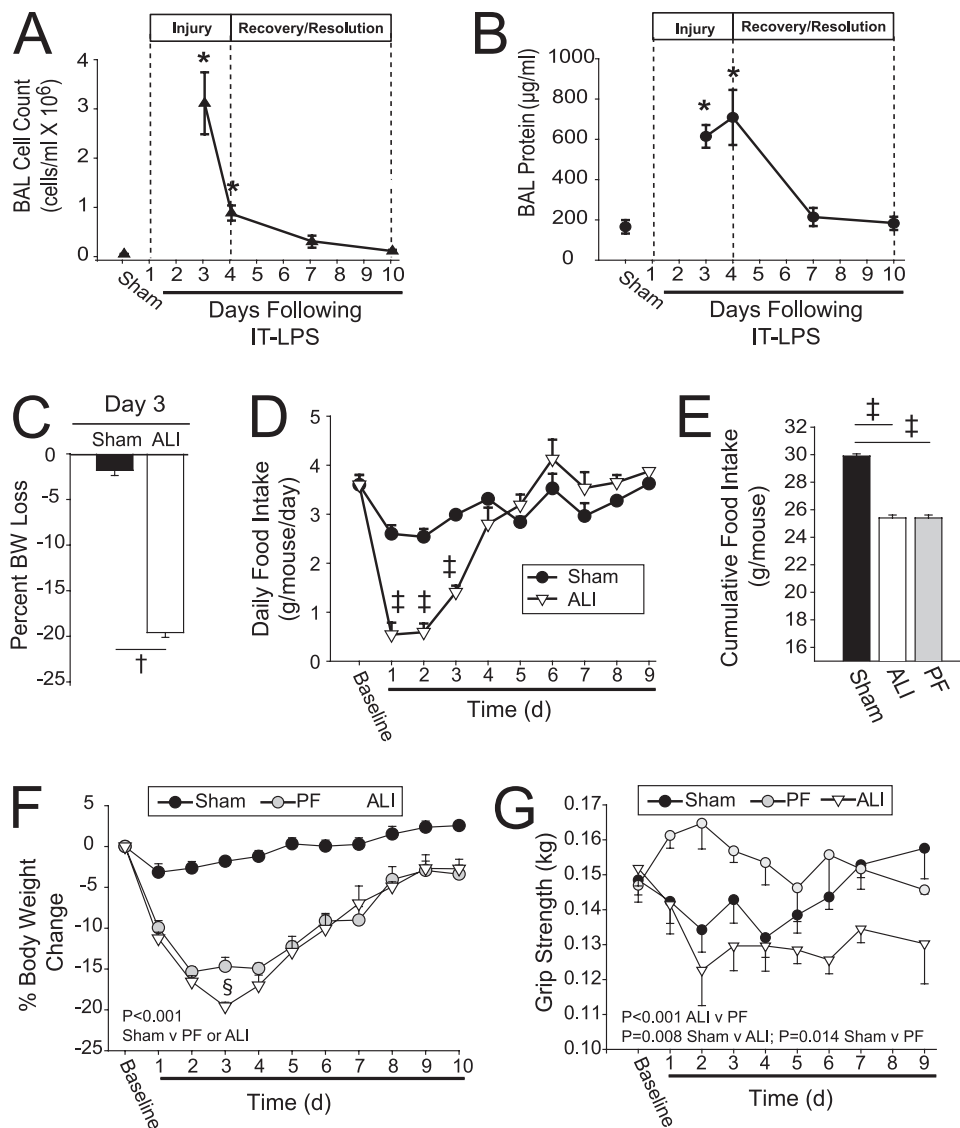 A
Injury
Recovery/Resolution
BAL Cell Count
(cells/ml X 10⁶)
4
3
2
1
0
*
*
Sham
1 2 3 4 5 6 7 8 9 10
Days Following
IT-LPS
B
Injury
Recovery/Resolution
BAL Protein (µg/ml)
1000
800
600
400
200
0
*
*
Sham
1 2 3 4 5 6 7 8 9 10
Days Following
IT-LPS
C
Day 3
Sham ALI
Percent BW Loss
0
-5
-10
-15
-20
-25
†
D
Daily Food Intake
(g/mouse/day)
5
4
3
2
1
0
‡ ‡ ‡
Sham
ALI
Baseline
1 2 3 4 5 6 7 8 9
Time (d)
E
Cumulative Food Intake
(g/mouse)
32
30
28
26
24
22
20
18
16
‡
‡
Sham
ALI
PF
F
Sham PF ALI
% Body Weight
Change
5
0
-5
-10
-15
-20
-25
§
P<0.001
Sham v PF or ALI
Baseline
1 2 3 4 5 6 7 8 9 10
Time (d)
G
Sham PF ALI
Grip Strength (kg)
0.17
0.16
0.15
0.14
0.13
0.12
0.11
0.10
P<0.001 ALI v PF
P=0.008 Sham v ALI; P=0.014 Sham v PF
Baseline
1 2 3 4 5 6 7 8 9
Time (d)